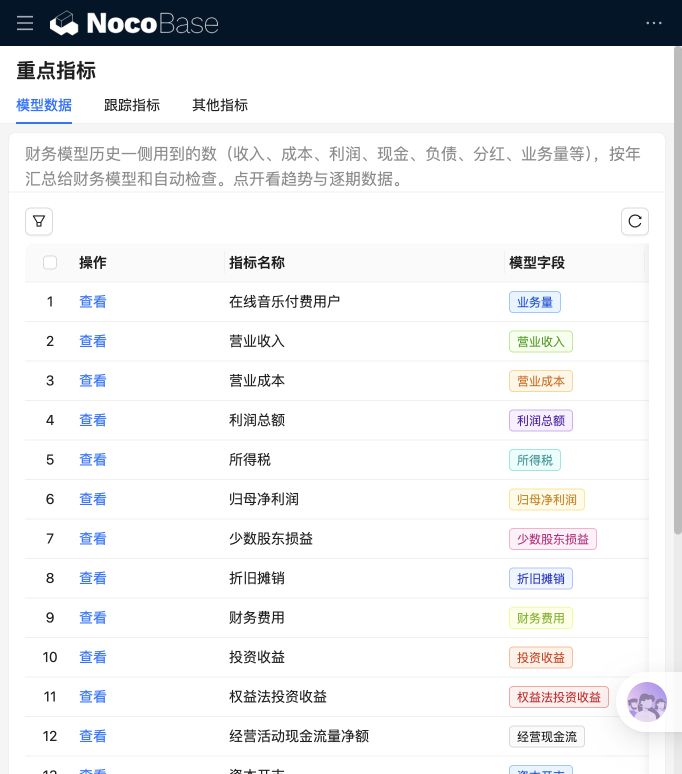 NocoBase
重点指标
模型数据 跟踪指标 其他指标
财务模型历史一侧用到的数（收入、成本、利润、现金、负债、分红、业务量等），按年
汇总给财务模型和自动检查。点开看趋势与逐期数据。
操作 指标名称 模型字段
1 查看 在线音乐付费用户 业务量
2 查看 营业收入 营业收入
3 查看 营业成本 营业成本
4 查看 利润总额 利润总额
5 查看 所得税 所得税
6 查看 归母净利润 归母净利润
7 查看 少数股东损益 少数股东损益
8 查看 折旧摊销 折旧摊销
9 查看 财务费用 财务费用
10 查看 投资收益 投资收益
11 查看 权益法投资收益 权益法投资收益
12 查看 经营活动现金流量净额 经营现金流
13 查看 资本开支 资本开支